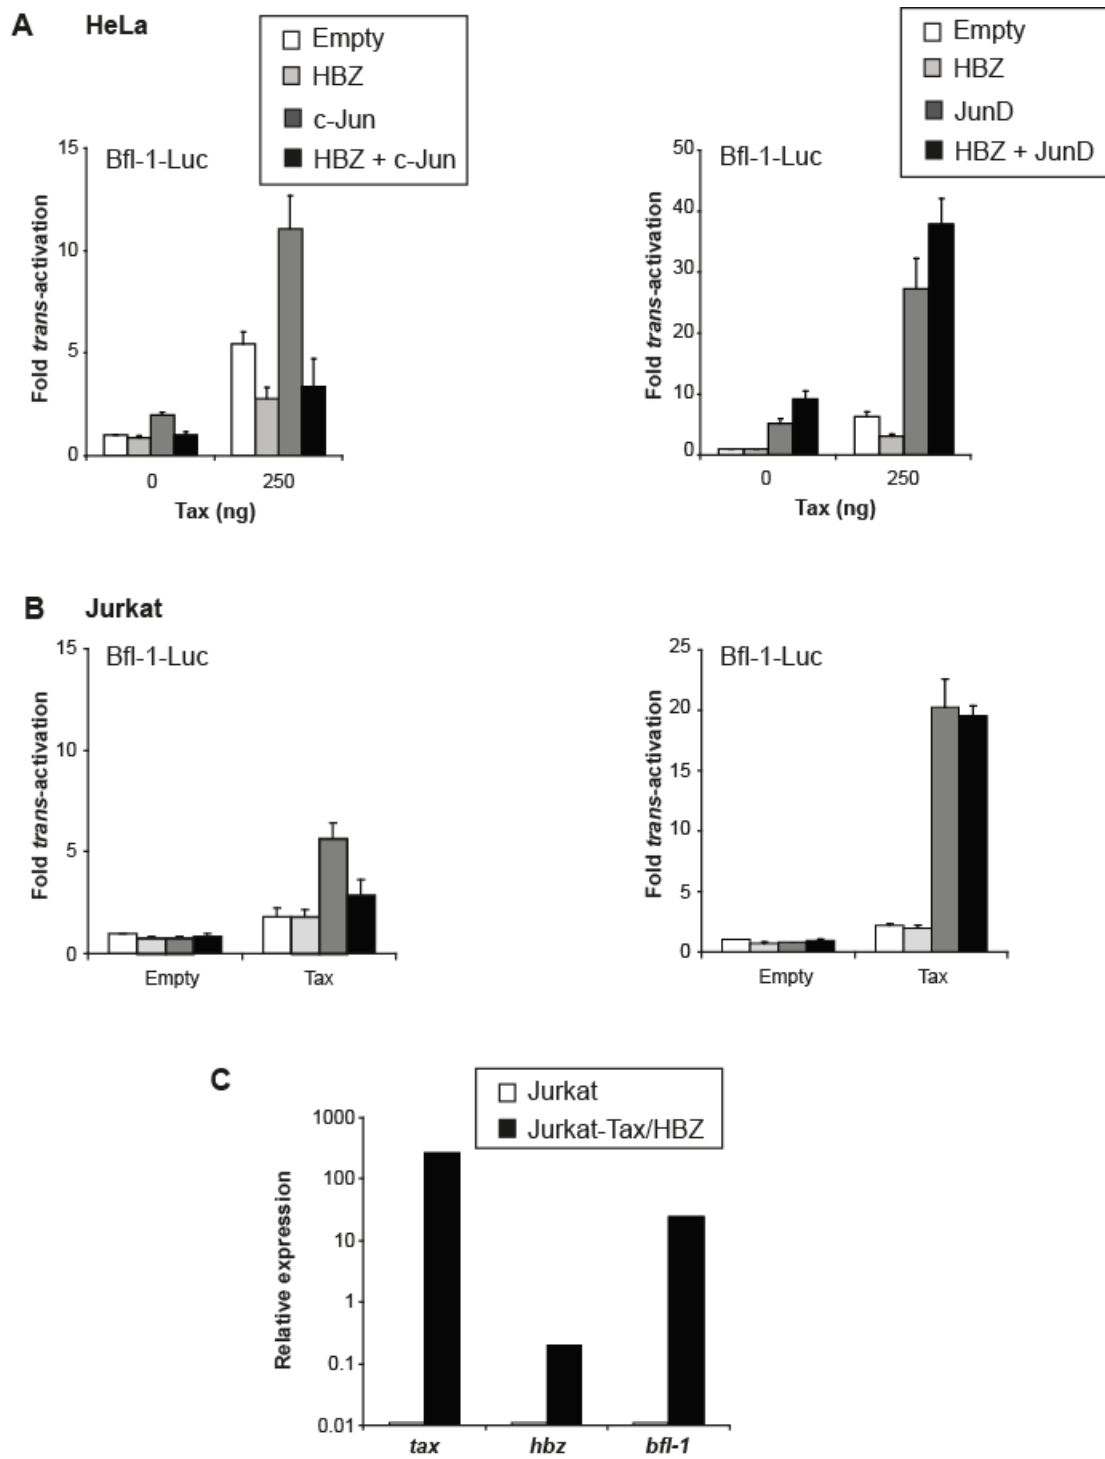 A HeLa
Empty
HBZ
c-Jun
HBZ + c-Jun
Bfl-1-Luc
Fold trans-activation
15
10
5
0
0 250
Tax (ng)
Empty
HBZ
JunD
HBZ + JunD
Bfl-1-Luc
Fold trans-activation
50
40
30
20
10
0
0 250
Tax (ng)
B Jurkat
Bfl-1-Luc
Fold trans-activation
15
10
5
0
Empty Tax
Bfl-1-Luc
Fold trans-activation
25
20
15
10
5
0
Empty Tax
C
Jurkat
Jurkat-Tax/HBZ
Relative expression
1000
100
10
1
0.1
0.01
tax hbz bfl-1